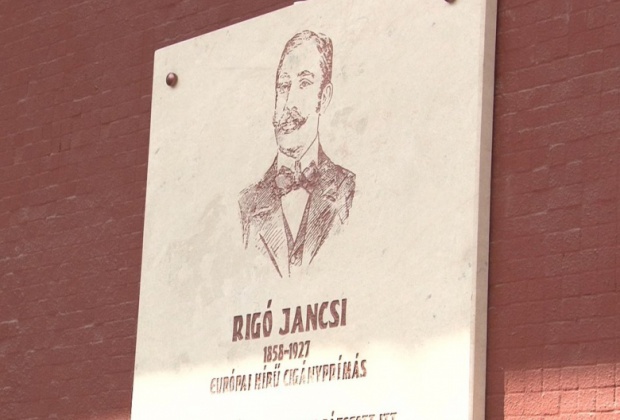 RIGÓ JANCSI
1858-1927
EURÓPAI HÍRŰ CIGÁNYPRÍMÁS